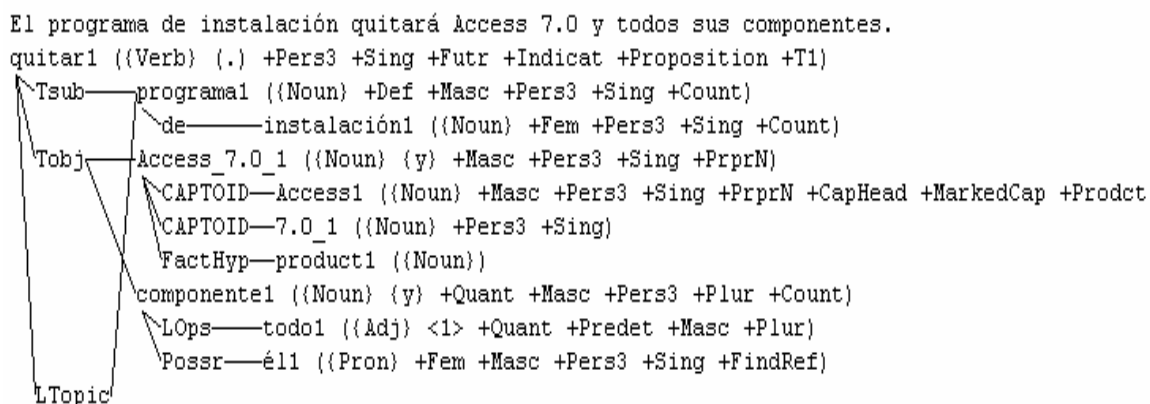 El programa de instalación quitará Access 7.0 y todos sus componentes.
quitar1 ({Verb} (.) +Pers3 +Sing +Futr +Indicat +Proposition +T1)
Tsub programa1 ({Noun} +Def +Masc +Pers3 +Sing +Count)
de instalación1 ({Noun} +Fem +Pers3 +Sing +Count)
Tobj Access_7.0_1 ({Noun} {y} +Masc +Pers3 +Sing +PrprN)
CAPTOID Access1 ({Noun} +Masc +Pers3 +Sing +PrprN +CapHead +MarkedCap +Prodct
CAPTOID 7.0_1 ({Noun} +Pers3 +Sing)
FactHyp product1 ({Noun})
componente1 ({Noun} {y} +Quant +Masc +Pers3 +Plur +Count)
LOps todo1 ({Adj} <1> +Quant +Predet +Masc +Plur)
Possr él1 ({Pron} +Fem +Masc +Pers3 +Sing +FindRef)
LTopic